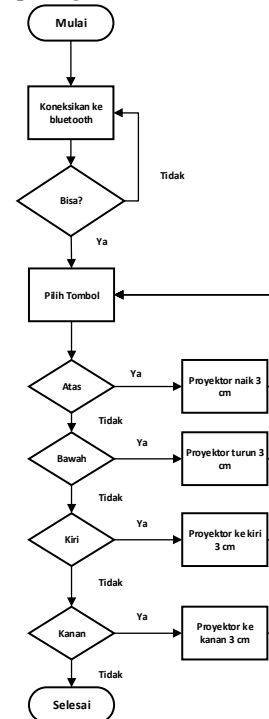 Mulai
Koneksikan ke
bluetooth
Tidak
Bisa?
Ya
Pilih Tombol
Ya
Atas
Proyektor naik 3
cm
Tidak
Ya
Bawah
Proyektor turun 3
cm
Tidak
Ya
Kiri
Proyektor ke kiri
3 cm
Tidak
Ya
Kanan
Proyektor ke
kanan 3 cm
Tidak
Selesai